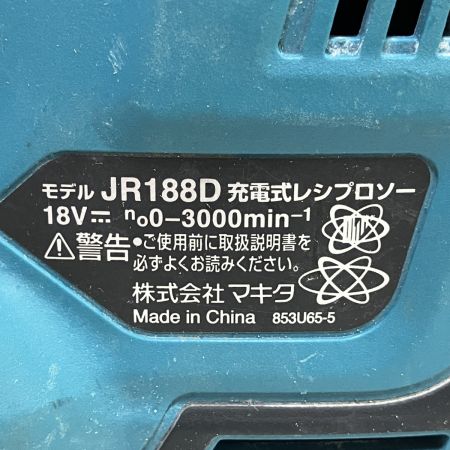 モデル JR188D 充電式レシプロソー
18V⎓ n₀0−3000min⁻¹
⚠警告 •ご使用前に取扱説明書を
必ずよくお読みください。
株式会社 マキタ
Made in China 853U65-5